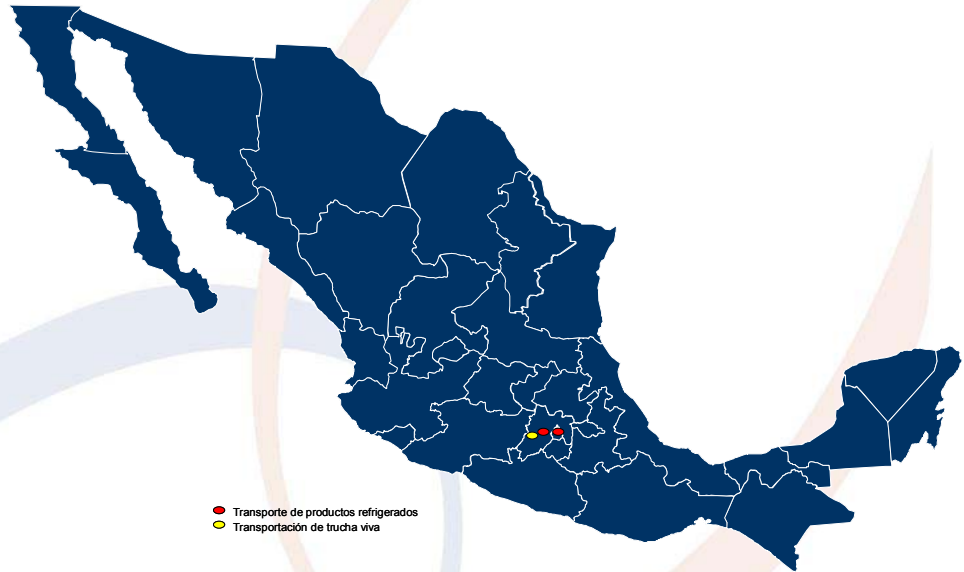 Transporte de productos refrigerados
Transportación de trucha viva